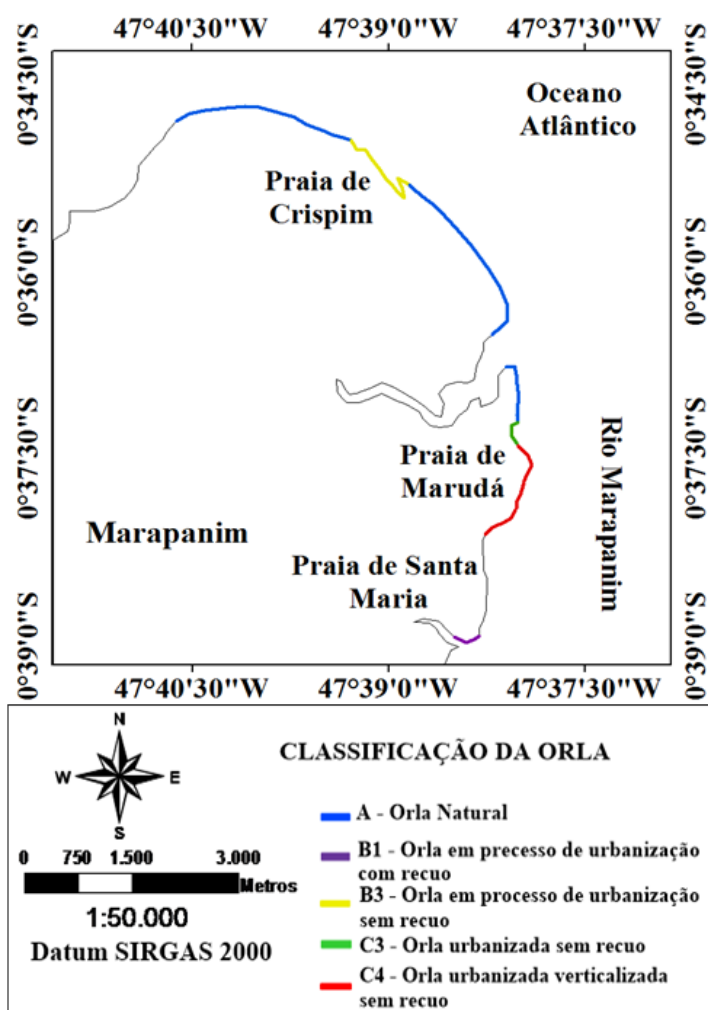 47°40'30"W 47°39'0"W 47°37'30"W
0°34'30"S
0°34'30"S
Oceano
Atlântico
Praia de
Crispim
0°36'0"S
0°36'0"S
Praia de
Marudá
Rio Marapanim
0°37'30"S
0°37'30"S
Marapanim
Praia de Santa
Maria
0°39'0"S
0°39'0"S
47°40'30"W 47°39'0"W 47°37'30"W
N
W E
S
CLASSIFICAÇÃO DA ORLA
A - Orla Natural
B1 - Orla em precesso de urbanização
com recuo
B3 - Orla em processo de urbanização
sem recuo
C3 - Orla urbanizada sem recuo
C4 - Orla urbanizada verticalizada
sem recuo
0 750 1.500 3.000
Metros
1:50.000
Datum SIRGAS 2000